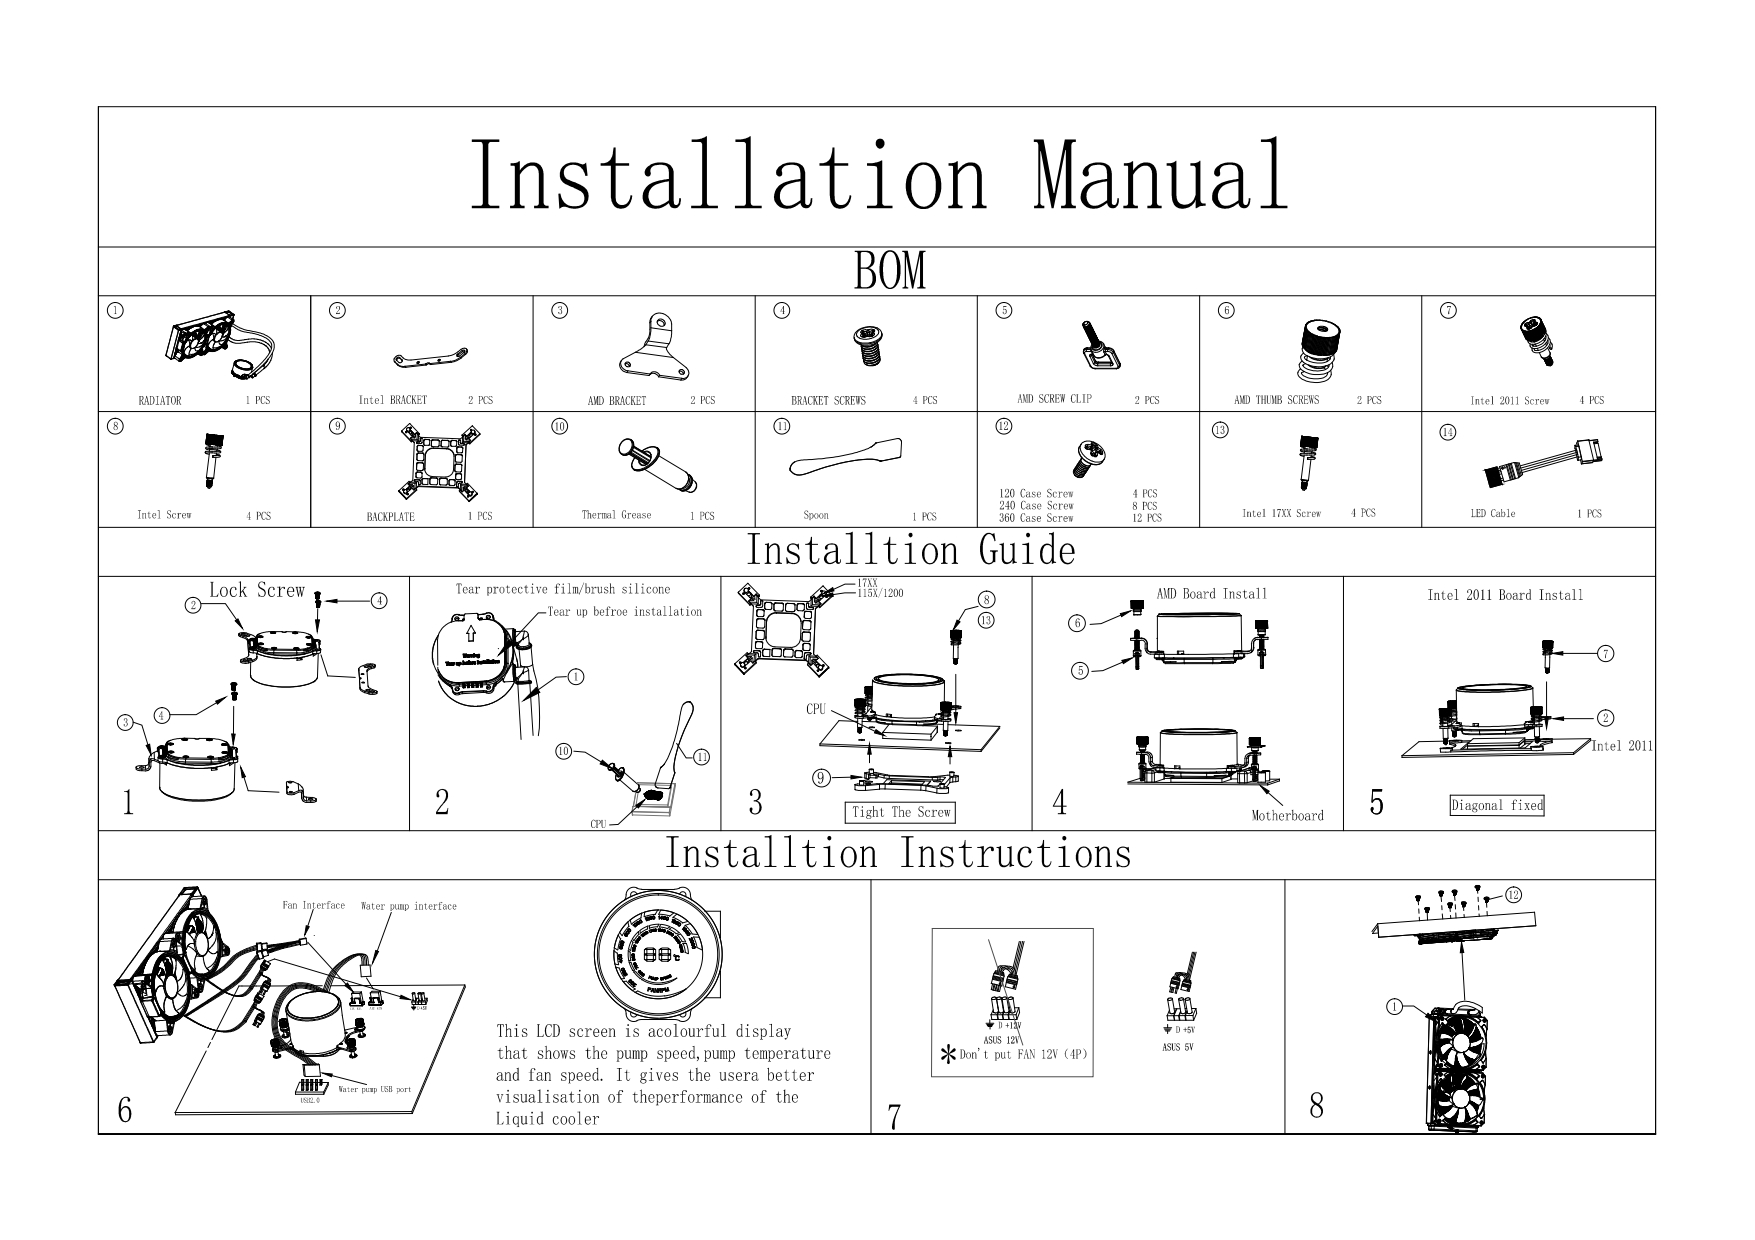 Installation Manual
BOM
1
RADIATOR 1 PCS
2
Intel BRACKET 2 PCS
3
AMD BRACKET 2 PCS
4
BRACKET SCREWS 4 PCS
5
AMD SCREW CLIP 2 PCS
6
AMD THUMB SCREWS 2 PCS
7
Intel 2011 Screw 4 PCS
8
Intel Screw 4 PCS
9
BACKPLATE 1 PCS
10
Thermal Grease 1 PCS
11
Spoon 1 PCS
12
120 Case Screw 4 PCS
240 Case Screw 8 PCS
360 Case Screw 12 PCS
13
Intel 17XX Screw 4 PCS
14
LED Cable 1 PCS
Installtion Guide
Lock Screw
2
4
4
3
1
Tear protective film/brush silicone
Tear up befroe installation
Warning
Tear up before installation
1
10
11
CPU
2
17XX
115X/1200
8
13
CPU
9
Tight The Screw
3
AMD Board Install
6
5
Motherboard
4
Intel 2011 Board Install
7
2
Intel 2011
Diagonal fixed
5
Installtion Instructions
Fan Interface
Water pump interface
Water pump USB port
USB2.0
6
88 °C
PUMP SPEED
FAN/RPM
This LCD screen is acolourful display
that shows the pump speed,pump temperature
and fan speed. It gives the usera better
visualisation of theperformance of the
Liquid cooler
D +12V
ASUS 12V
Don't put FAN 12V (4P)
D +5V
ASUS 5V
7
12
1
8